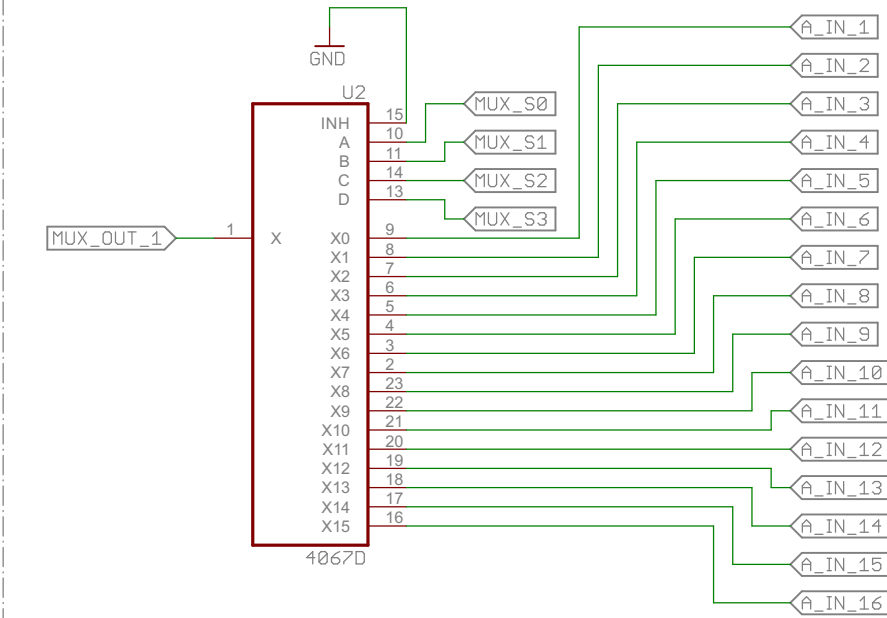 GND
U2
MUX_OUT_1
1
X
INH 15
A 10
B 11
C 14
D 13
X0 9
X1 8
X2 7
X3 6
X4 5
X5 4
X6 3
X7 2
X8 23
X9 22
X10 21
X11 20
X12 19
X13 18
X14 17
X15 16
4067D
MUX_S0
MUX_S1
MUX_S2
MUX_S3
A_IN_1
A_IN_2
A_IN_3
A_IN_4
A_IN_5
A_IN_6
A_IN_7
A_IN_8
A_IN_9
A_IN_10
A_IN_11
A_IN_12
A_IN_13
A_IN_14
A_IN_15
A_IN_16